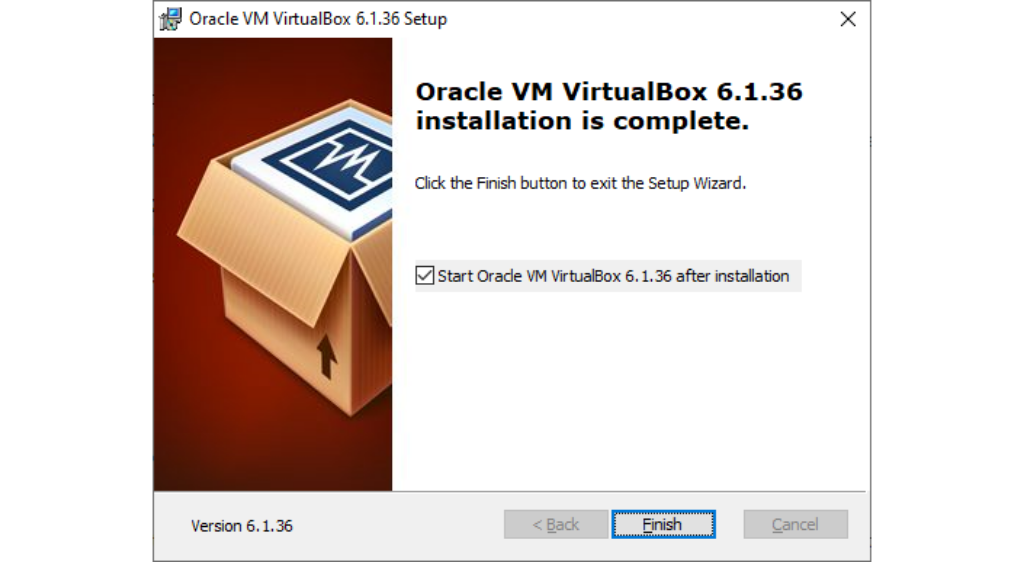 Oracle VM VirtualBox 6.1.36 Setup
Oracle VM VirtualBox 6.1.36
installation is complete.
Click the Finish button to exit the Setup Wizard.
Start Oracle VM VirtualBox 6.1.36 after installation
Version 6.1.36
< Back
Finish
Cancel